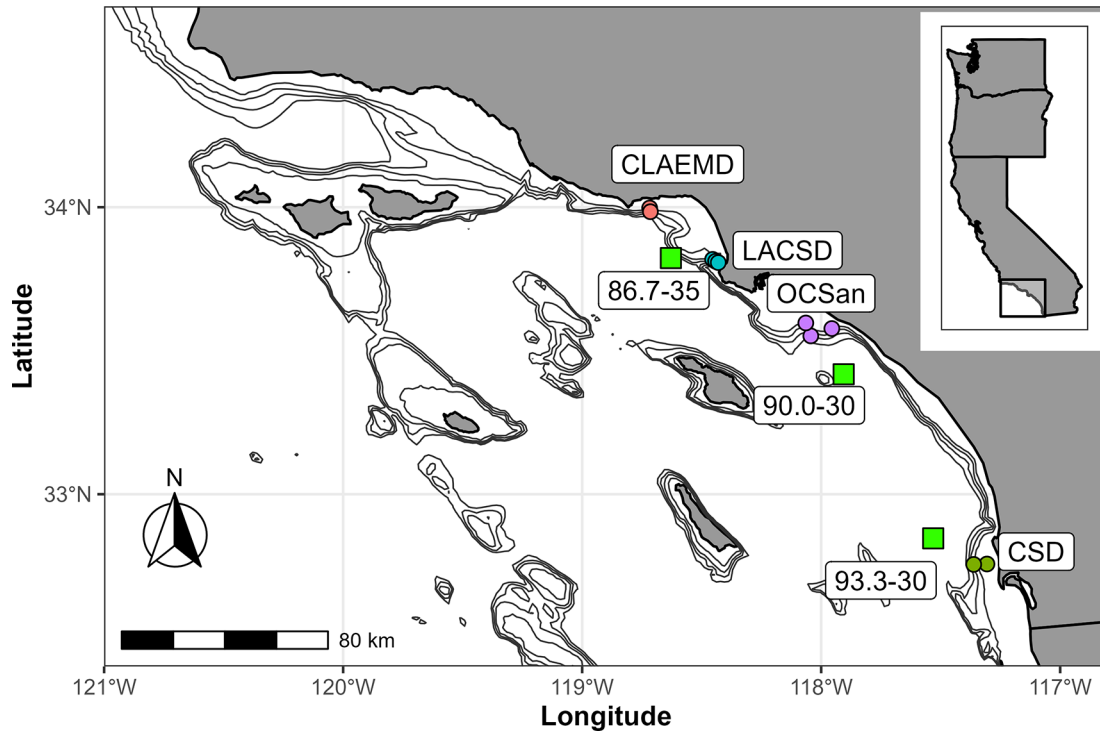 CLAEMD
34°N
LACSD
86.7-35
OCSan
90.0-30
Latitude
N
33°N
CSD
93.3-30
80 km
121°W
120°W
119°W
118°W
117°W
Longitude